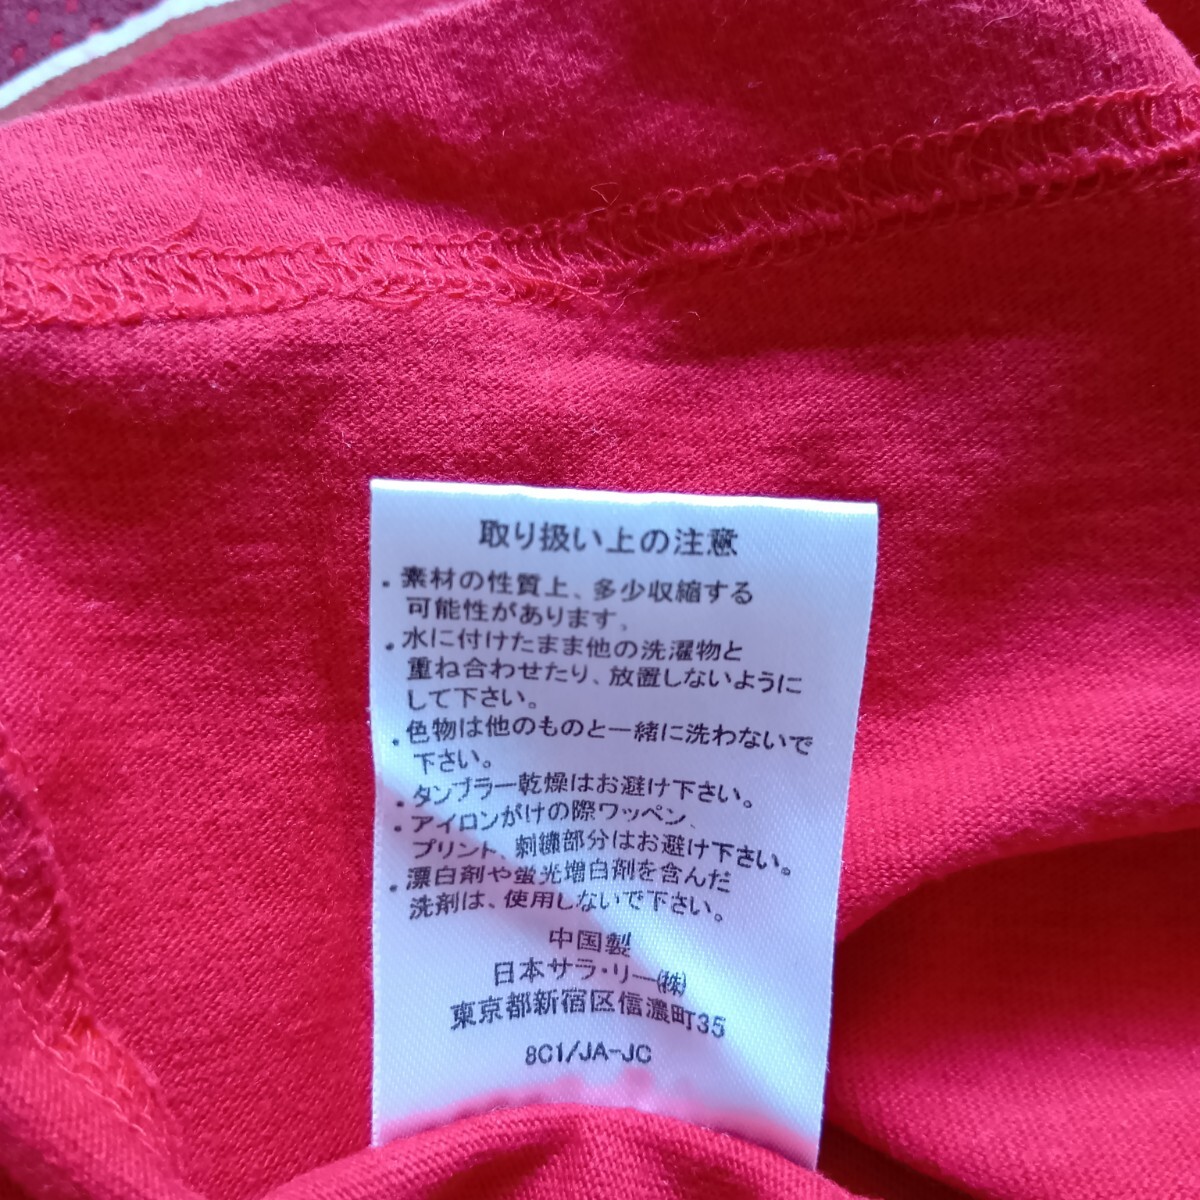 取り扱い上の注意
・素材の性質上、多少収縮する
可能性があります。
・水に付けたまま他の洗濯物と
重ね合わせたり、放置しないように
して下さい。
・色物は他のものと一緒に洗わないで
下さい。
・タンブラー乾燥はお避け下さい。
・アイロンがけの際ワッペン、
プリント、刺繍部分はお避け下さい。
・漂白剤や蛍光増白剤を含んだ
洗剤は、使用しないで下さい。
中国製
日本サラ・リー㈱
東京都新宿区信濃町35
8C1/JA-JC